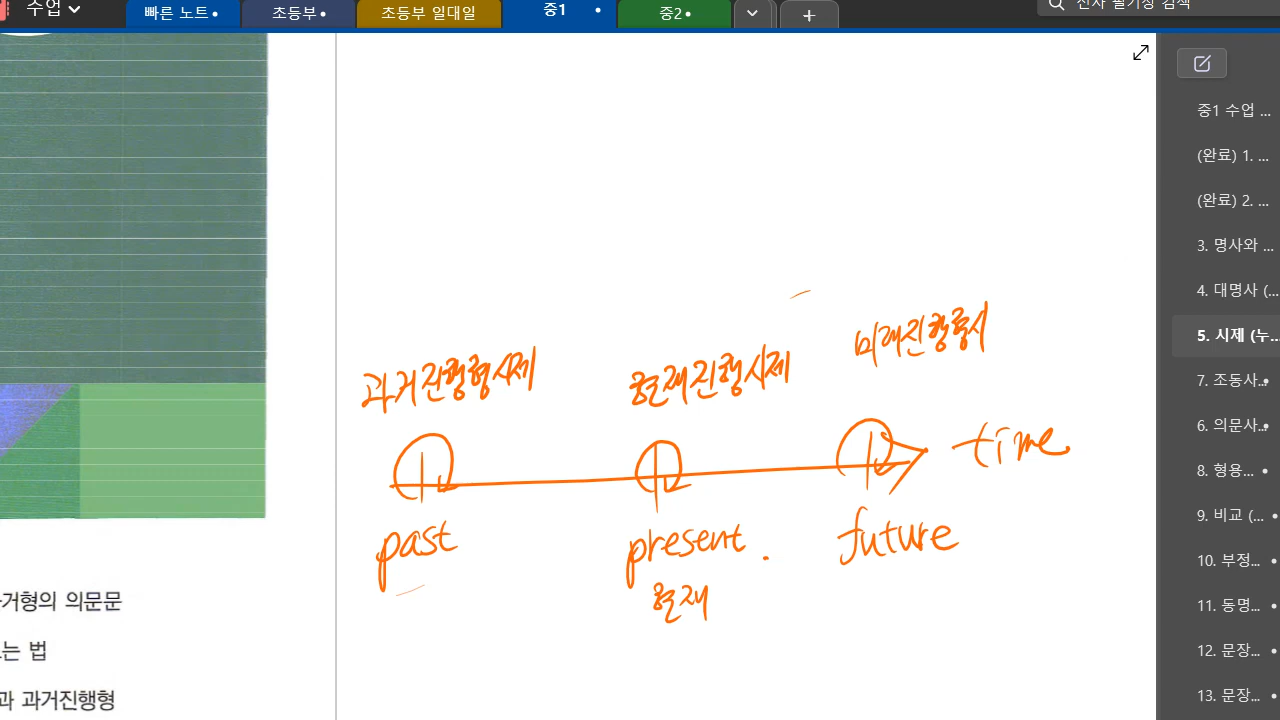 수업
빠른 노트
초등부
초등부 일대일
중1
중2
전자 필기장 검색
중1 수업 ...
(완료) 1. ...
(완료) 2. ...
3. 명사와 ...
4. 대명사 (...
5. 시제 (누...
7. 조동사...
6. 의문사...
8. 형용...
9. 비교 (...
10. 부정...
11. 동명...
12. 문장...
13. 문장...
과거진행형시제
현재진행시제
미래진행형시
time
past
present
future
현재
거형의 의문문
는 법
과 과거진행형